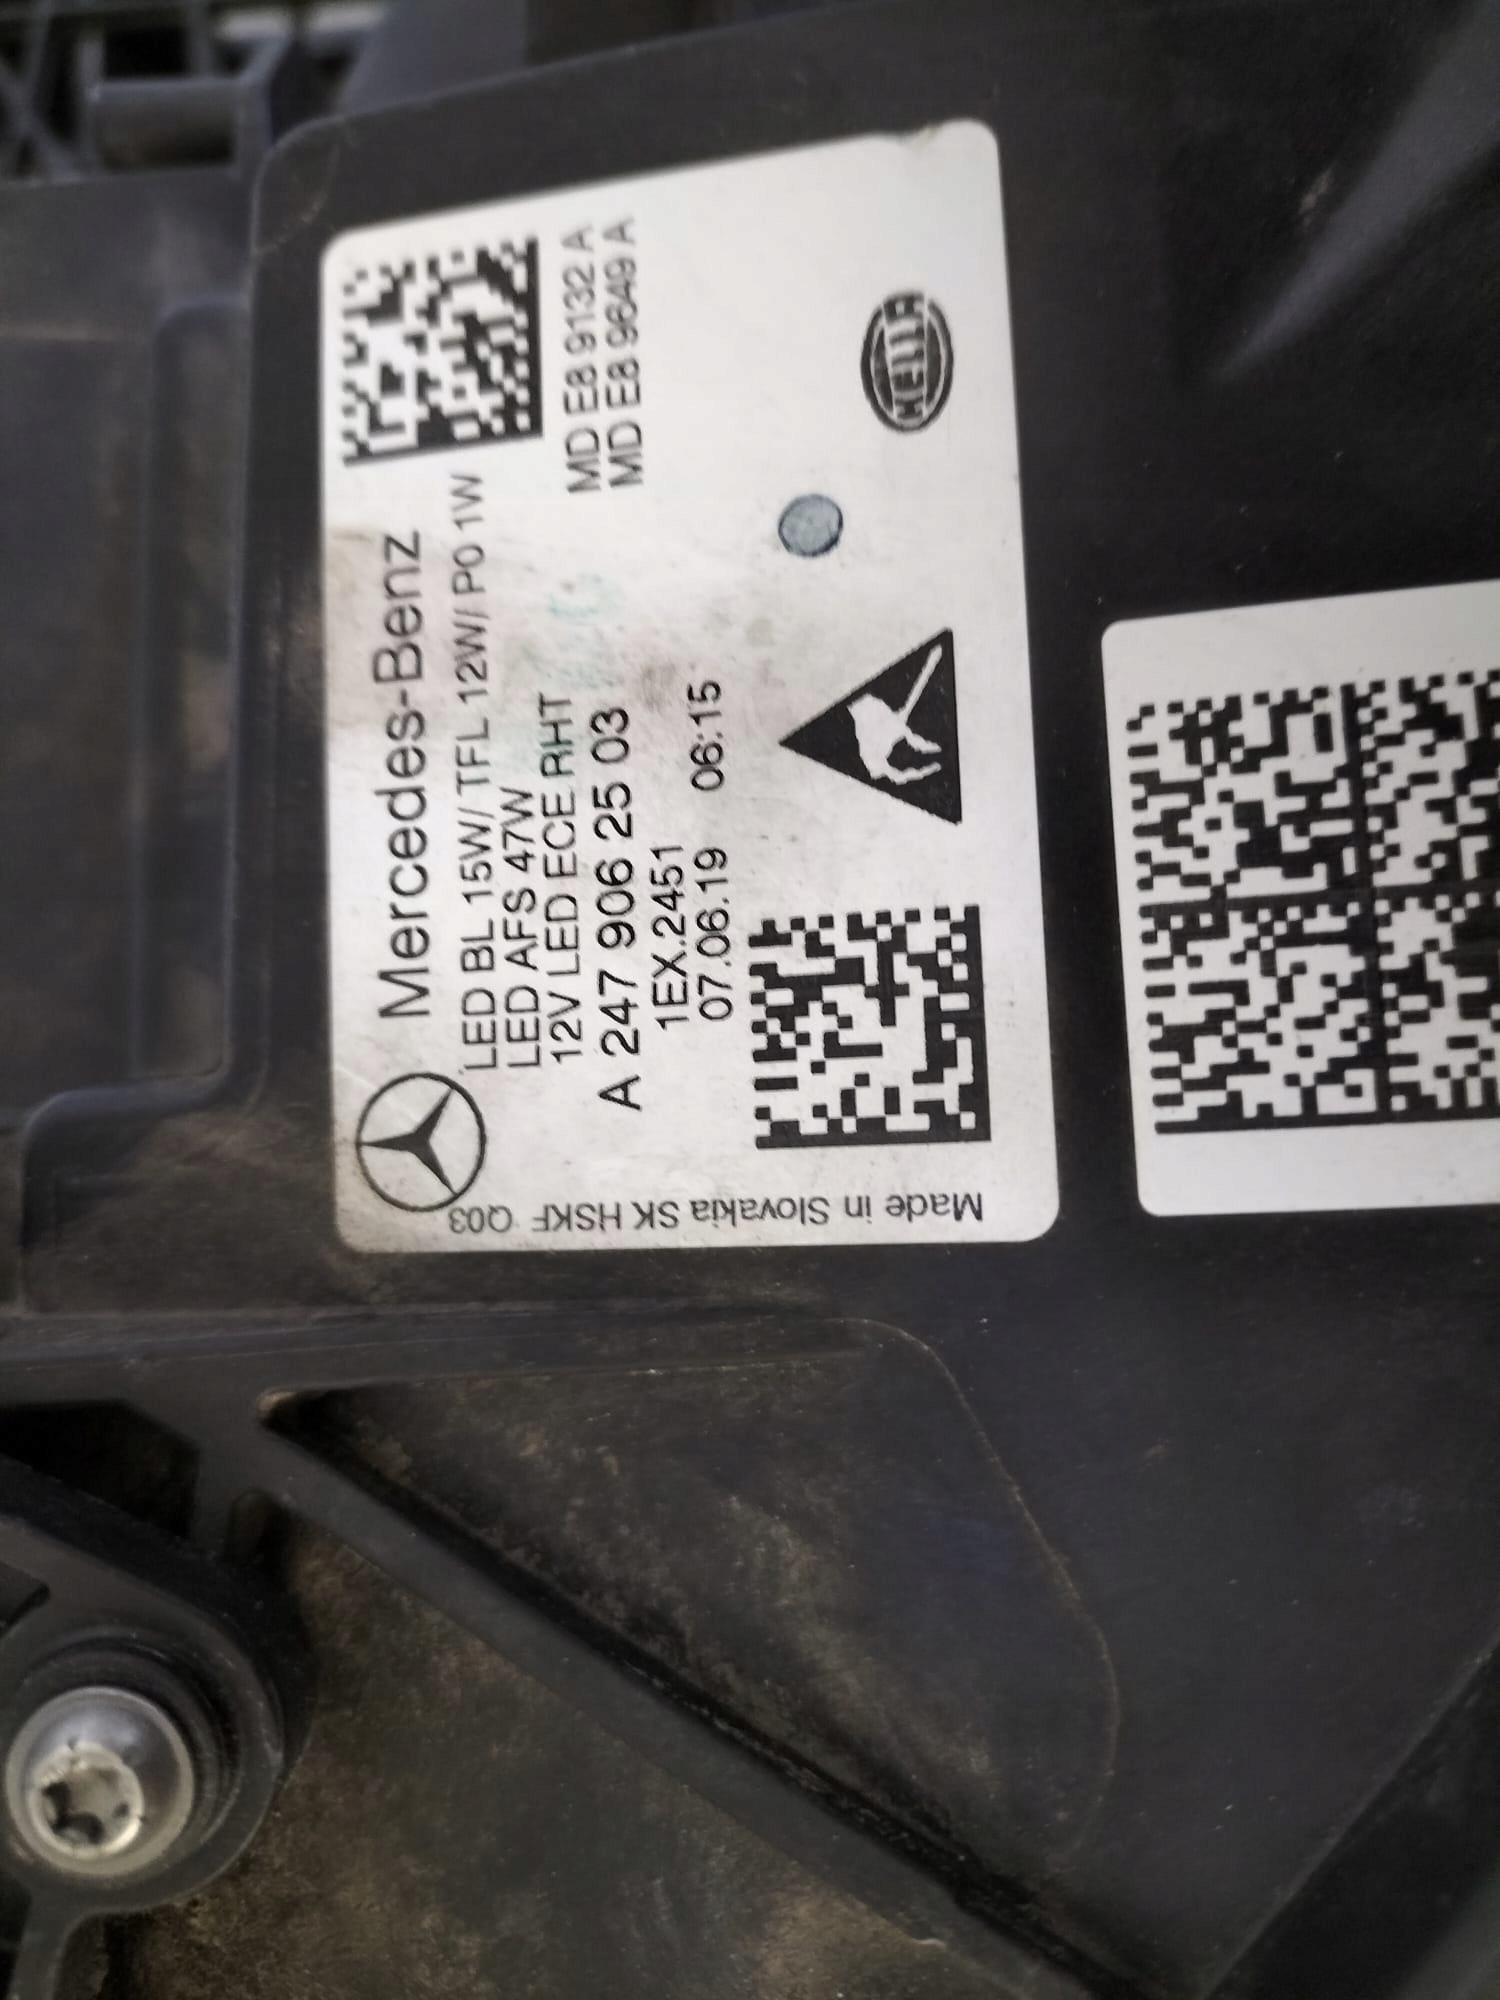 Mercedes-Benz
LED BL 15W/ TFL 12W/ P0 1W
LED AFS 47W
12V LED ECE RHT
MD E8 9132 A
A 247 906 25 03
MD E8 9649 A
1EX.2451
07.06.19 06:15
HELLA
Made in Slovakia SK HSKF Q03